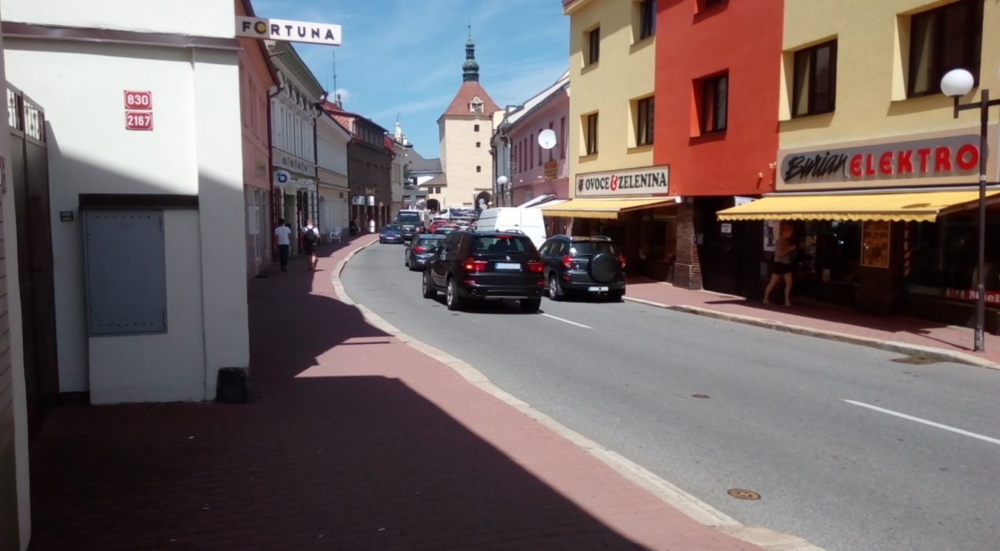 FORTUNA
830
2167
OVOCE&ZELENINA
Burian ELEKTRO